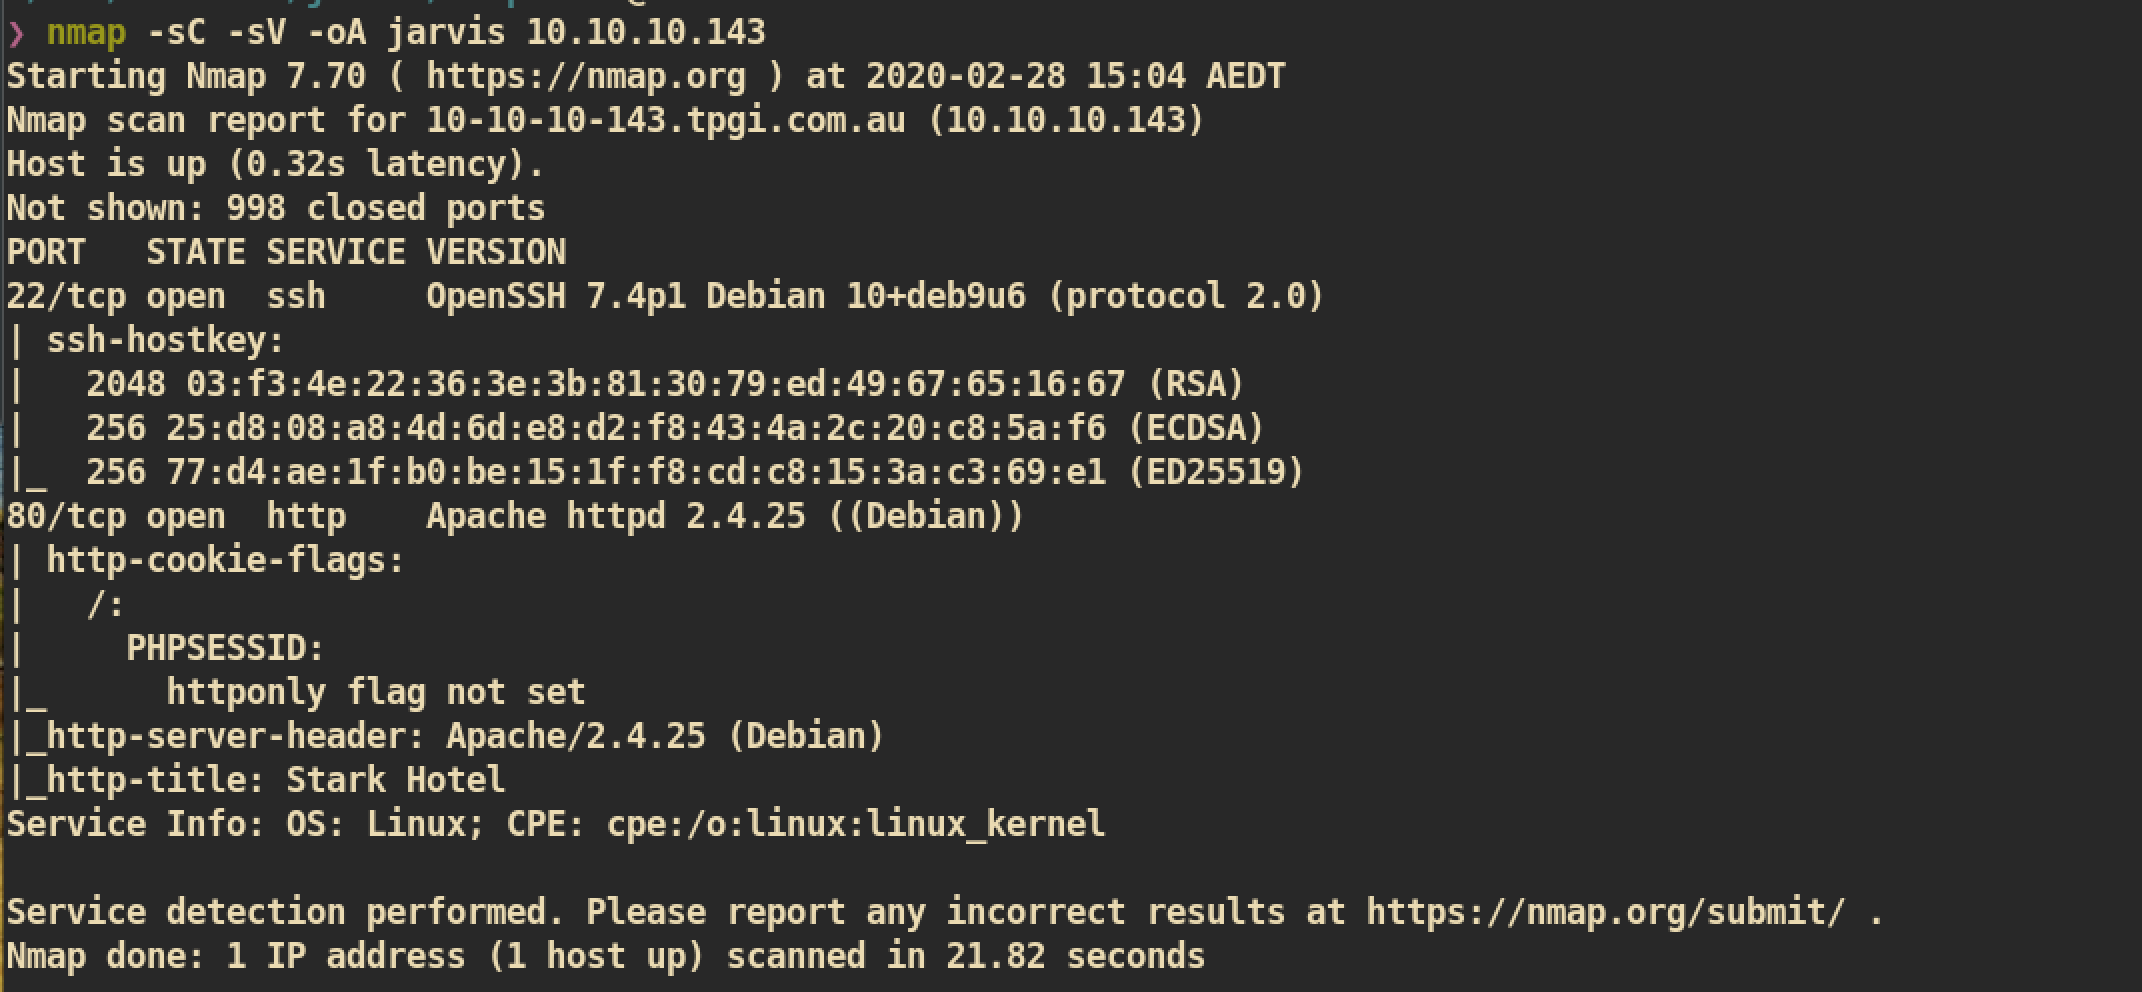 ❯ nmap -sC -sV -oA jarvis 10.10.10.143
Starting Nmap 7.70 ( https://nmap.org ) at 2020-02-28 15:04 AEDT
Nmap scan report for 10-10-10-143.tpgi.com.au (10.10.10.143)
Host is up (0.32s latency).
Not shown: 998 closed ports
PORT   STATE SERVICE VERSION
22/tcp open  ssh     OpenSSH 7.4p1 Debian 10+deb9u6 (protocol 2.0)
| ssh-hostkey:
|   2048 03:f3:4e:22:36:3e:3b:81:30:79:ed:49:67:65:16:67 (RSA)
|   256 25:d8:08:a8:4d:6d:e8:d2:f8:43:4a:2c:20:c8:5a:f6 (ECDSA)
|_  256 77:d4:ae:1f:b0:be:15:1f:f8:cd:c8:15:3a:c3:69:e1 (ED25519)
80/tcp open  http    Apache httpd 2.4.25 ((Debian))
| http-cookie-flags:
|   /:
|     PHPSESSID:
|_      httponly flag not set
|_http-server-header: Apache/2.4.25 (Debian)
|_http-title: Stark Hotel
Service Info: OS: Linux; CPE: cpe:/o:linux:linux_kernel
Service detection performed. Please report any incorrect results at https://nmap.org/submit/ .
Nmap done: 1 IP address (1 host up) scanned in 21.82 seconds